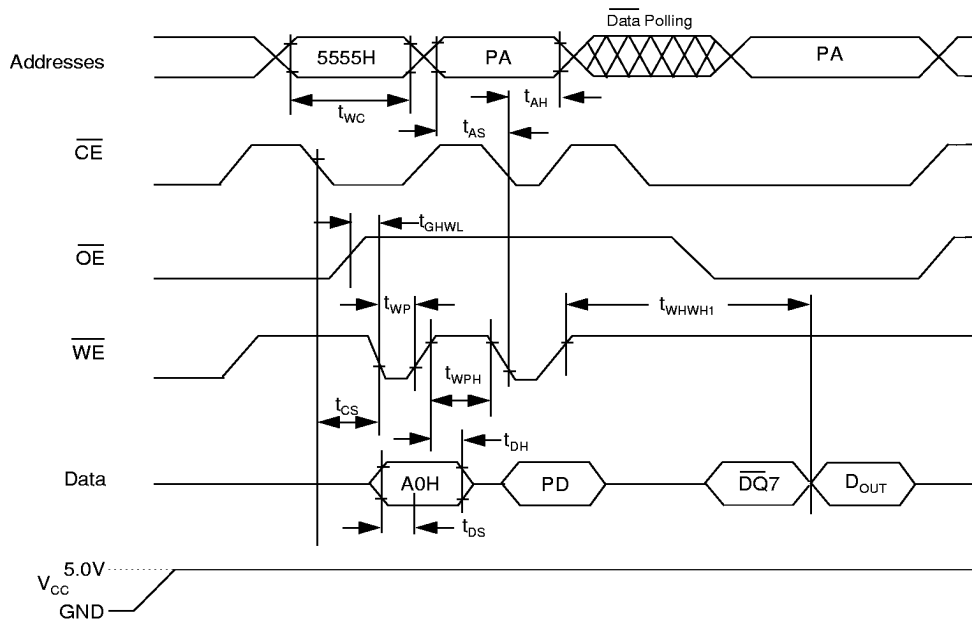 Data Polling
Addresses 5555H PA PA
tAH
tWC
tAS
CE
tGHWL
OE
tWP
tWHWH1
WE
tWPH
tCS
tDH
Data A0H PD DQ7 DOUT
tDS
5.0V
VCC
GND